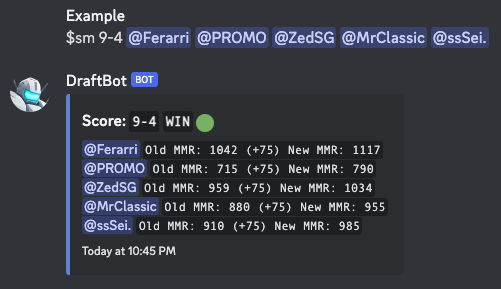 Example
$sm 9-4 @Ferarri @PROMO @ZedSG @MrClassic @ssSei.
DraftBot BOT
Score: 9-4 WIN
@Ferarri Old MMR: 1042 (+75) New MMR: 1117
@PROMO Old MMR: 715 (+75) New MMR: 790
@ZedSG Old MMR: 959 (+75) New MMR: 1034
@MrClassic Old MMR: 880 (+75) New MMR: 955
@ssSei. Old MMR: 910 (+75) New MMR: 985
Today at 10:45 PM